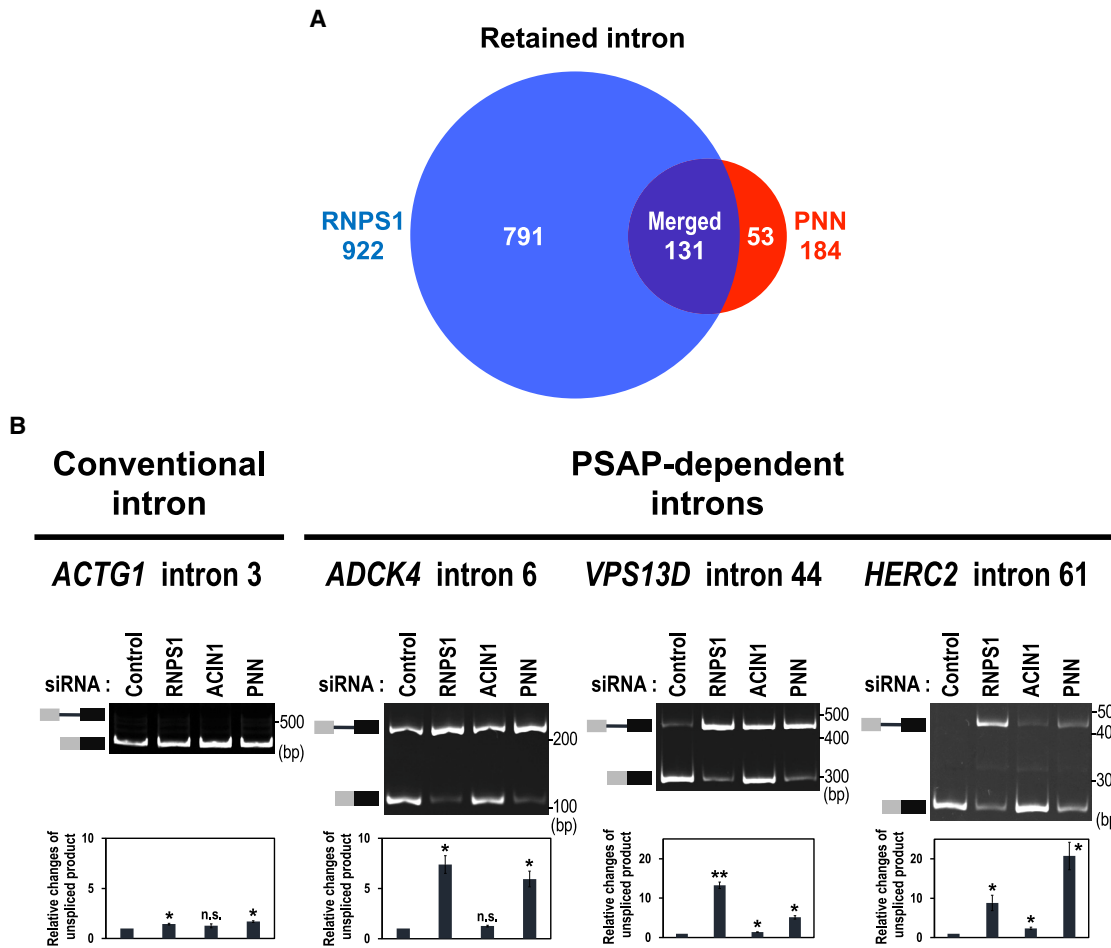 A
Retained intron
RNPS1
922
791
Merged
131
53
PNN
184
B
Conventional
intron
PSAP-dependent
introns
ACTG1 intron 3
ADCK4 intron 6
VPS13D intron 44
HERC2 intron 61
siRNA :
Control
RNPS1
ACIN1
PNN
500
(bp)
siRNA :
Control
RNPS1
ACIN1
PNN
200
100
(bp)
siRNA :
Control
RNPS1
ACIN1
PNN
500
400
300
(bp)
siRNA :
Control
RNPS1
ACIN1
PNN
40
30
(bp)
Relative changes of
unspliced product
10
5
0
*
n.s.
*
Relative changes of
unspliced product
10
5
0
*
n.s.
*
Relative changes of
unspliced product
20
10
0
**
*
*
Relative changes of
unspliced product
20
10
0
*
*
*